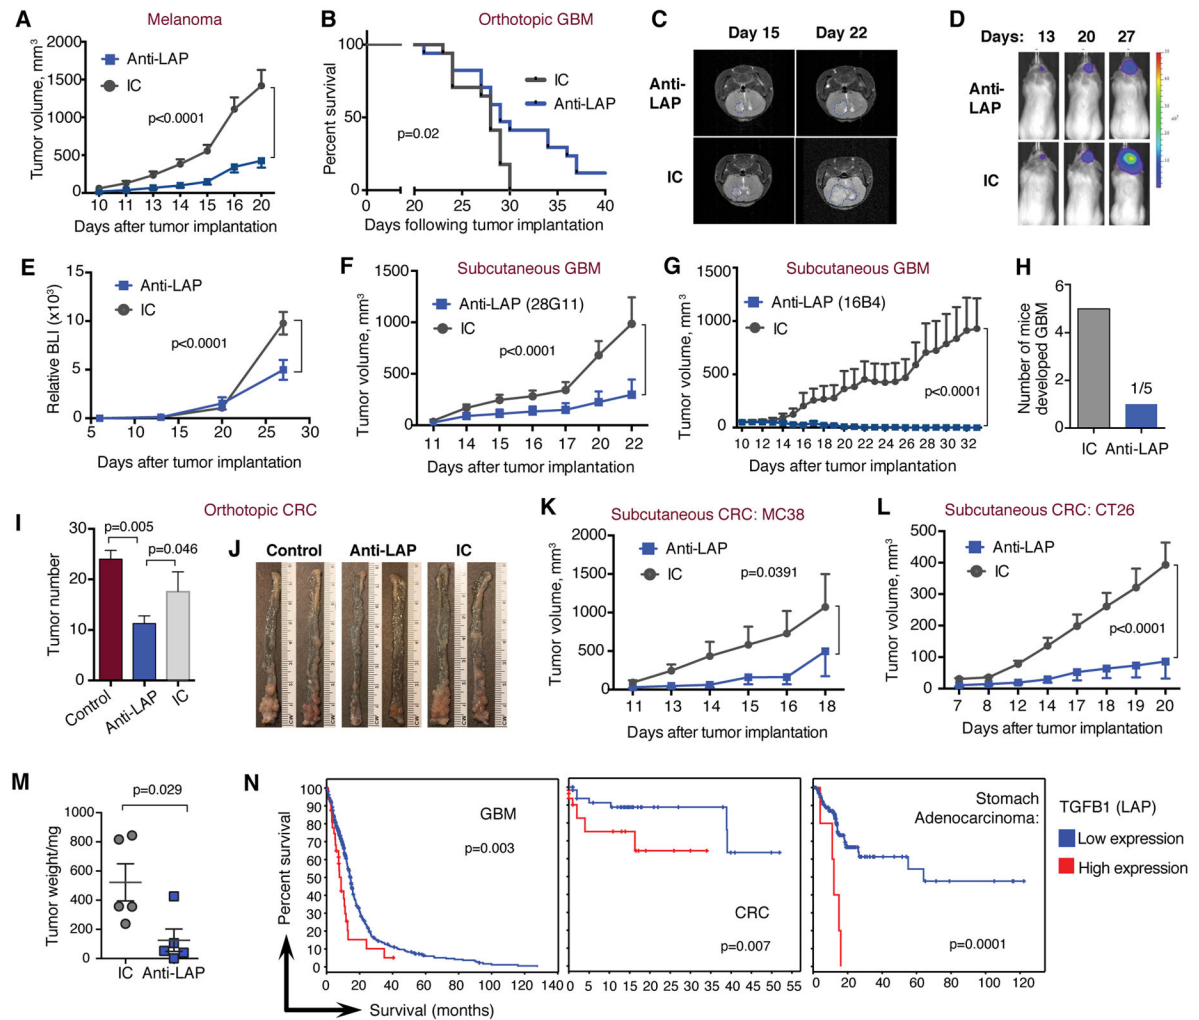 A
Melanoma
Tumor volume, mm³
2000
1500
1000
500
0
Anti-LAP
IC
p<0.0001
10 11 13 14 15 16 20
Days after tumor implantation
B
Orthotopic GBM
Percent survival
100
50
0
IC
Anti-LAP
p=0.02
0 20 25 30 35 40
Days following tumor implantation
C
Day 15 Day 22
Anti-
LAP
IC
D
Days: 13 20 27
Anti-
LAP
IC
E
Relative BLI (x10³)
15
10
5
0
Anti-LAP
IC
p<0.0001
5 10 15 20 25 30
Days after tumor implantation
F
Subcutaneous GBM
Tumor volume, mm³
1500
1000
500
0
Anti-LAP (28G11)
IC
p<0.0001
11 14 15 16 17 20 22
Days after tumor implantation
G
Subcutaneous GBM
Tumor volume, mm³
1500
1000
500
0
Anti-LAP (16B4)
IC
p<0.0001
10 12 14 16 18 20 22 24 26 28 30 32
Days after tumor implantation
H
Number of mice
developed GBM
6
4
2
0
1/5
IC Anti-LAP
I
Orthotopic CRC
Tumor number
30
20
10
0
p=0.005
p=0.046
Control
Anti-LAP
IC
J
Control Anti-LAP IC
K
Subcutaneous CRC: MC38
Tumor volume, mm³
2000
1500
1000
500
0
Anti-LAP
IC
p=0.0391
11 13 14 15 16 18
Days after tumor implantation
L
Subcutaneous CRC: CT26
Tumor volume, mm³
500
400
300
200
100
0
Anti-LAP
IC
p<0.0001
7 8 12 14 17 18 19 20
Days after tumor implantation
M
Tumor weight/mg
1000
800
600
400
200
0
p=0.029
IC Anti-LAP
N
Percent survival
100
90
80
70
60
50
40
30
20
10
0
GBM
p=0.003
0 20 40 60 80 100 120 140
Survival (months)
CRC
p=0.007
0 5 10 15 20 25 30 35 40 45 50 55
Stomach
Adenocarcinoma:
p=0.0001
0 20 40 60 80 100 120
TGFB1 (LAP)
Low expression
High expression